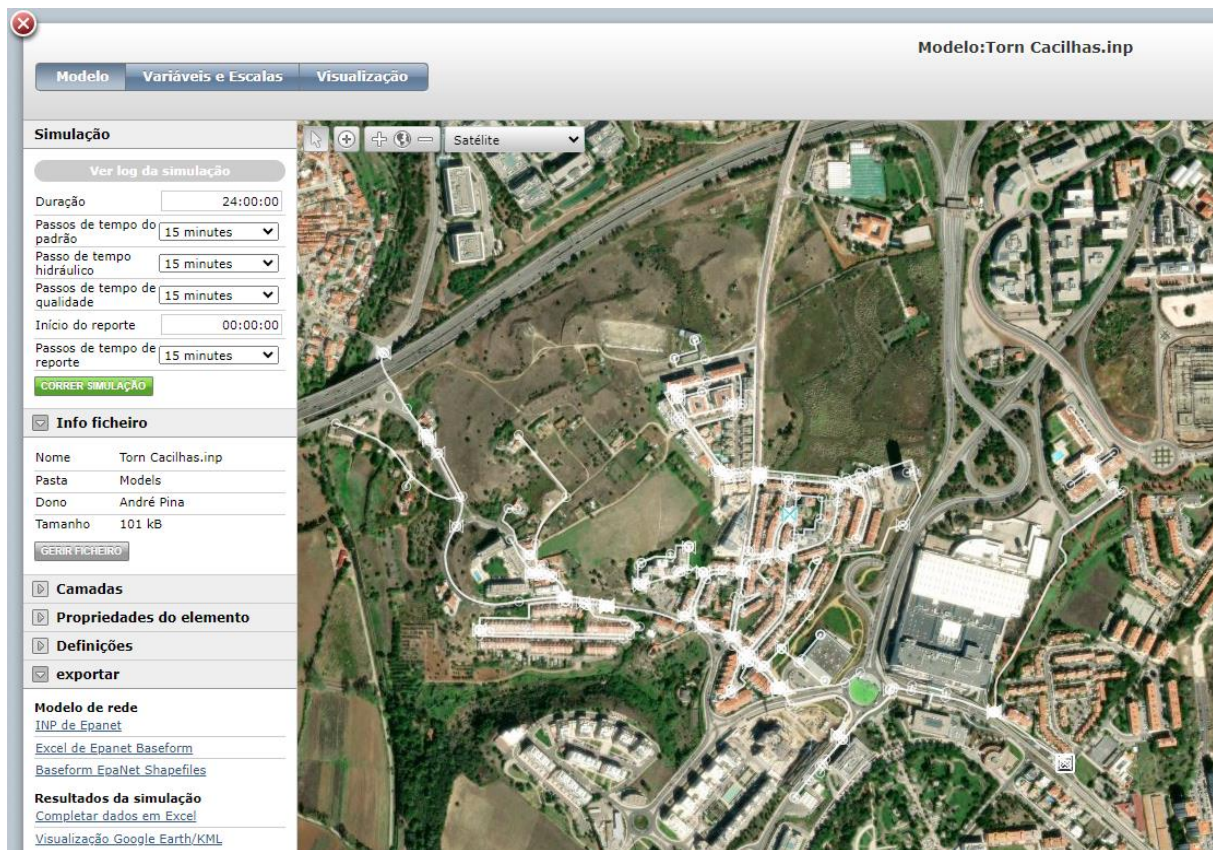 Modelo:Torn Cacilhas.inp
Modelo
Variáveis e Escalas
Visualização
Simulação
Satélite
Ver log da simulação
Duração 24:00:00
Passos de tempo do
padrão 15 minutes
Passo de tempo
hidráulico 15 minutes
Passos de tempo de
qualidade 15 minutes
Início do reporte 00:00:00
Passos de tempo de
reporte 15 minutes
CORRER SIMULAÇÃO
Info ficheiro
Nome Torn Cacilhas.inp
Pasta Models
Dono André Pina
Tamanho 101 kB
GERIR FICHEIRO
Camadas
Propriedades do elemento
Definições
exportar
Modelo de rede
INP de Epanet
Excel de Epanet Baseform
Baseform EpaNet Shapefiles
Resultados da simulação
Completar dados em Excel
Visualização Google Earth/KML